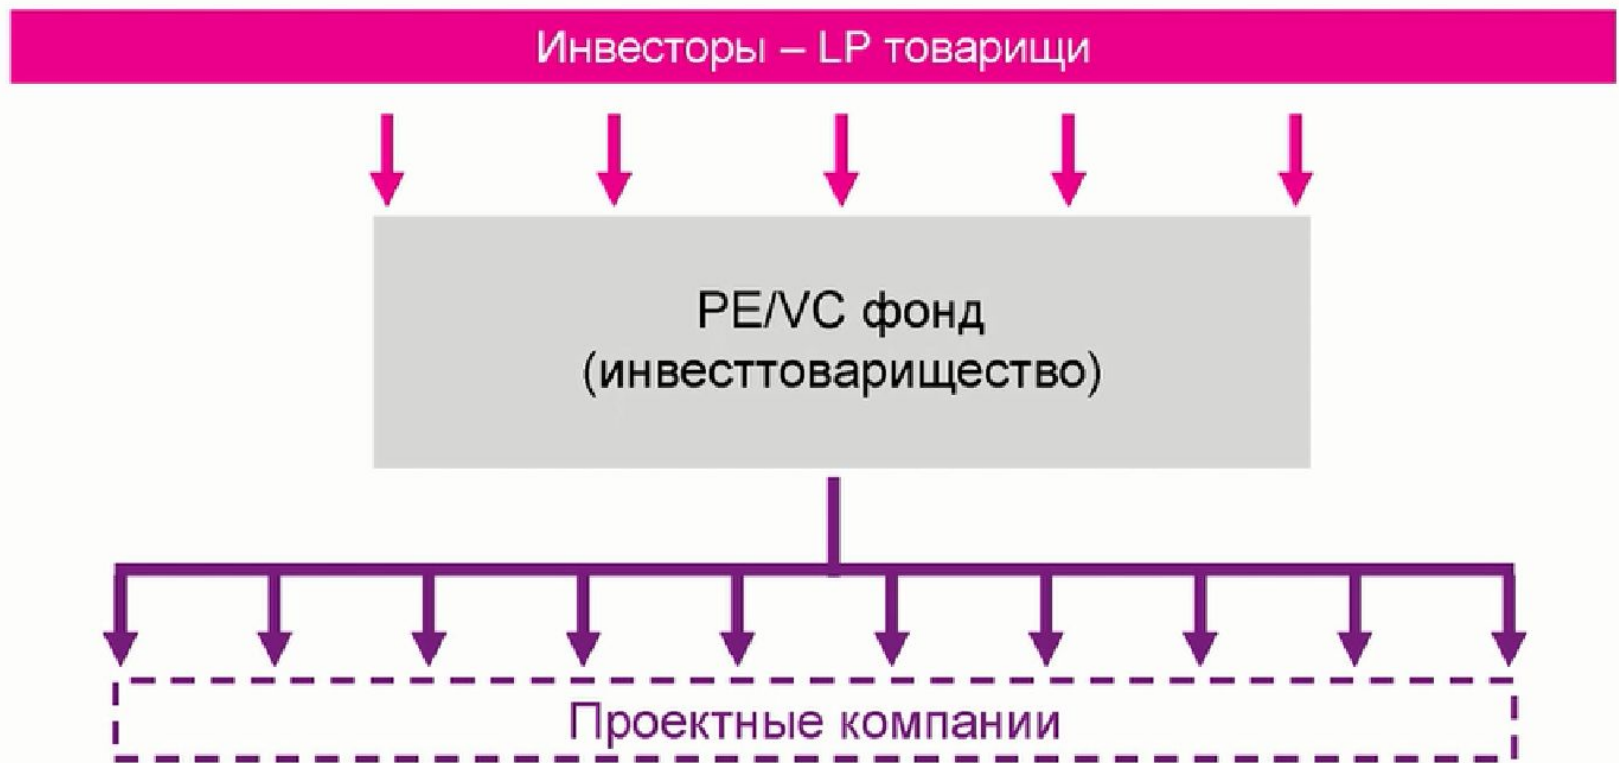 Инвесторы – LP товарищи
PE/VC фонд
(инвесттоварищество)
Проектные компании